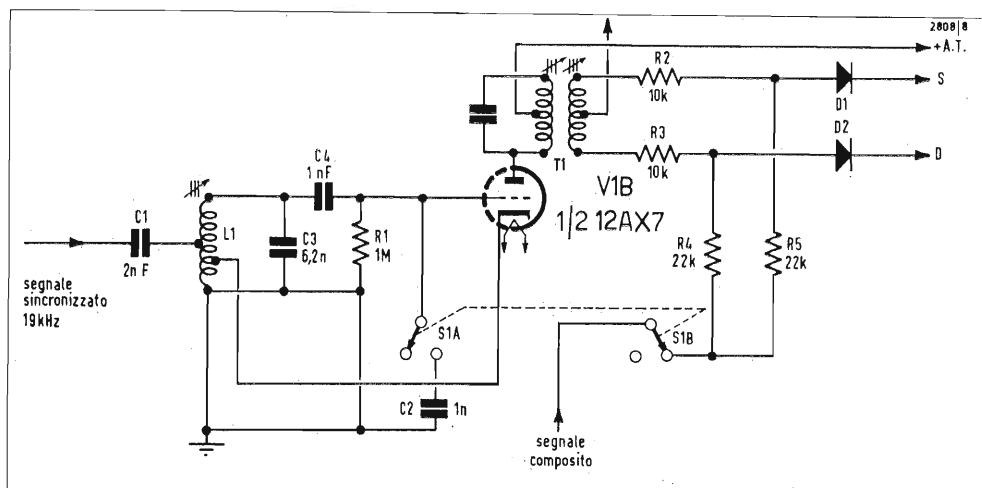 2808|8
+A.T.
R2
10k
S
D1
D2
R3
10k
D
T1
V1B
1/2 12AX7
C4
1 nF
C1
2n F
L1
C3
6,2n
R1
1M
R4
22k
R5
22k
segnale
sincronizzato
19kHz
S1A
S1B
C2
1n
segnale
composito